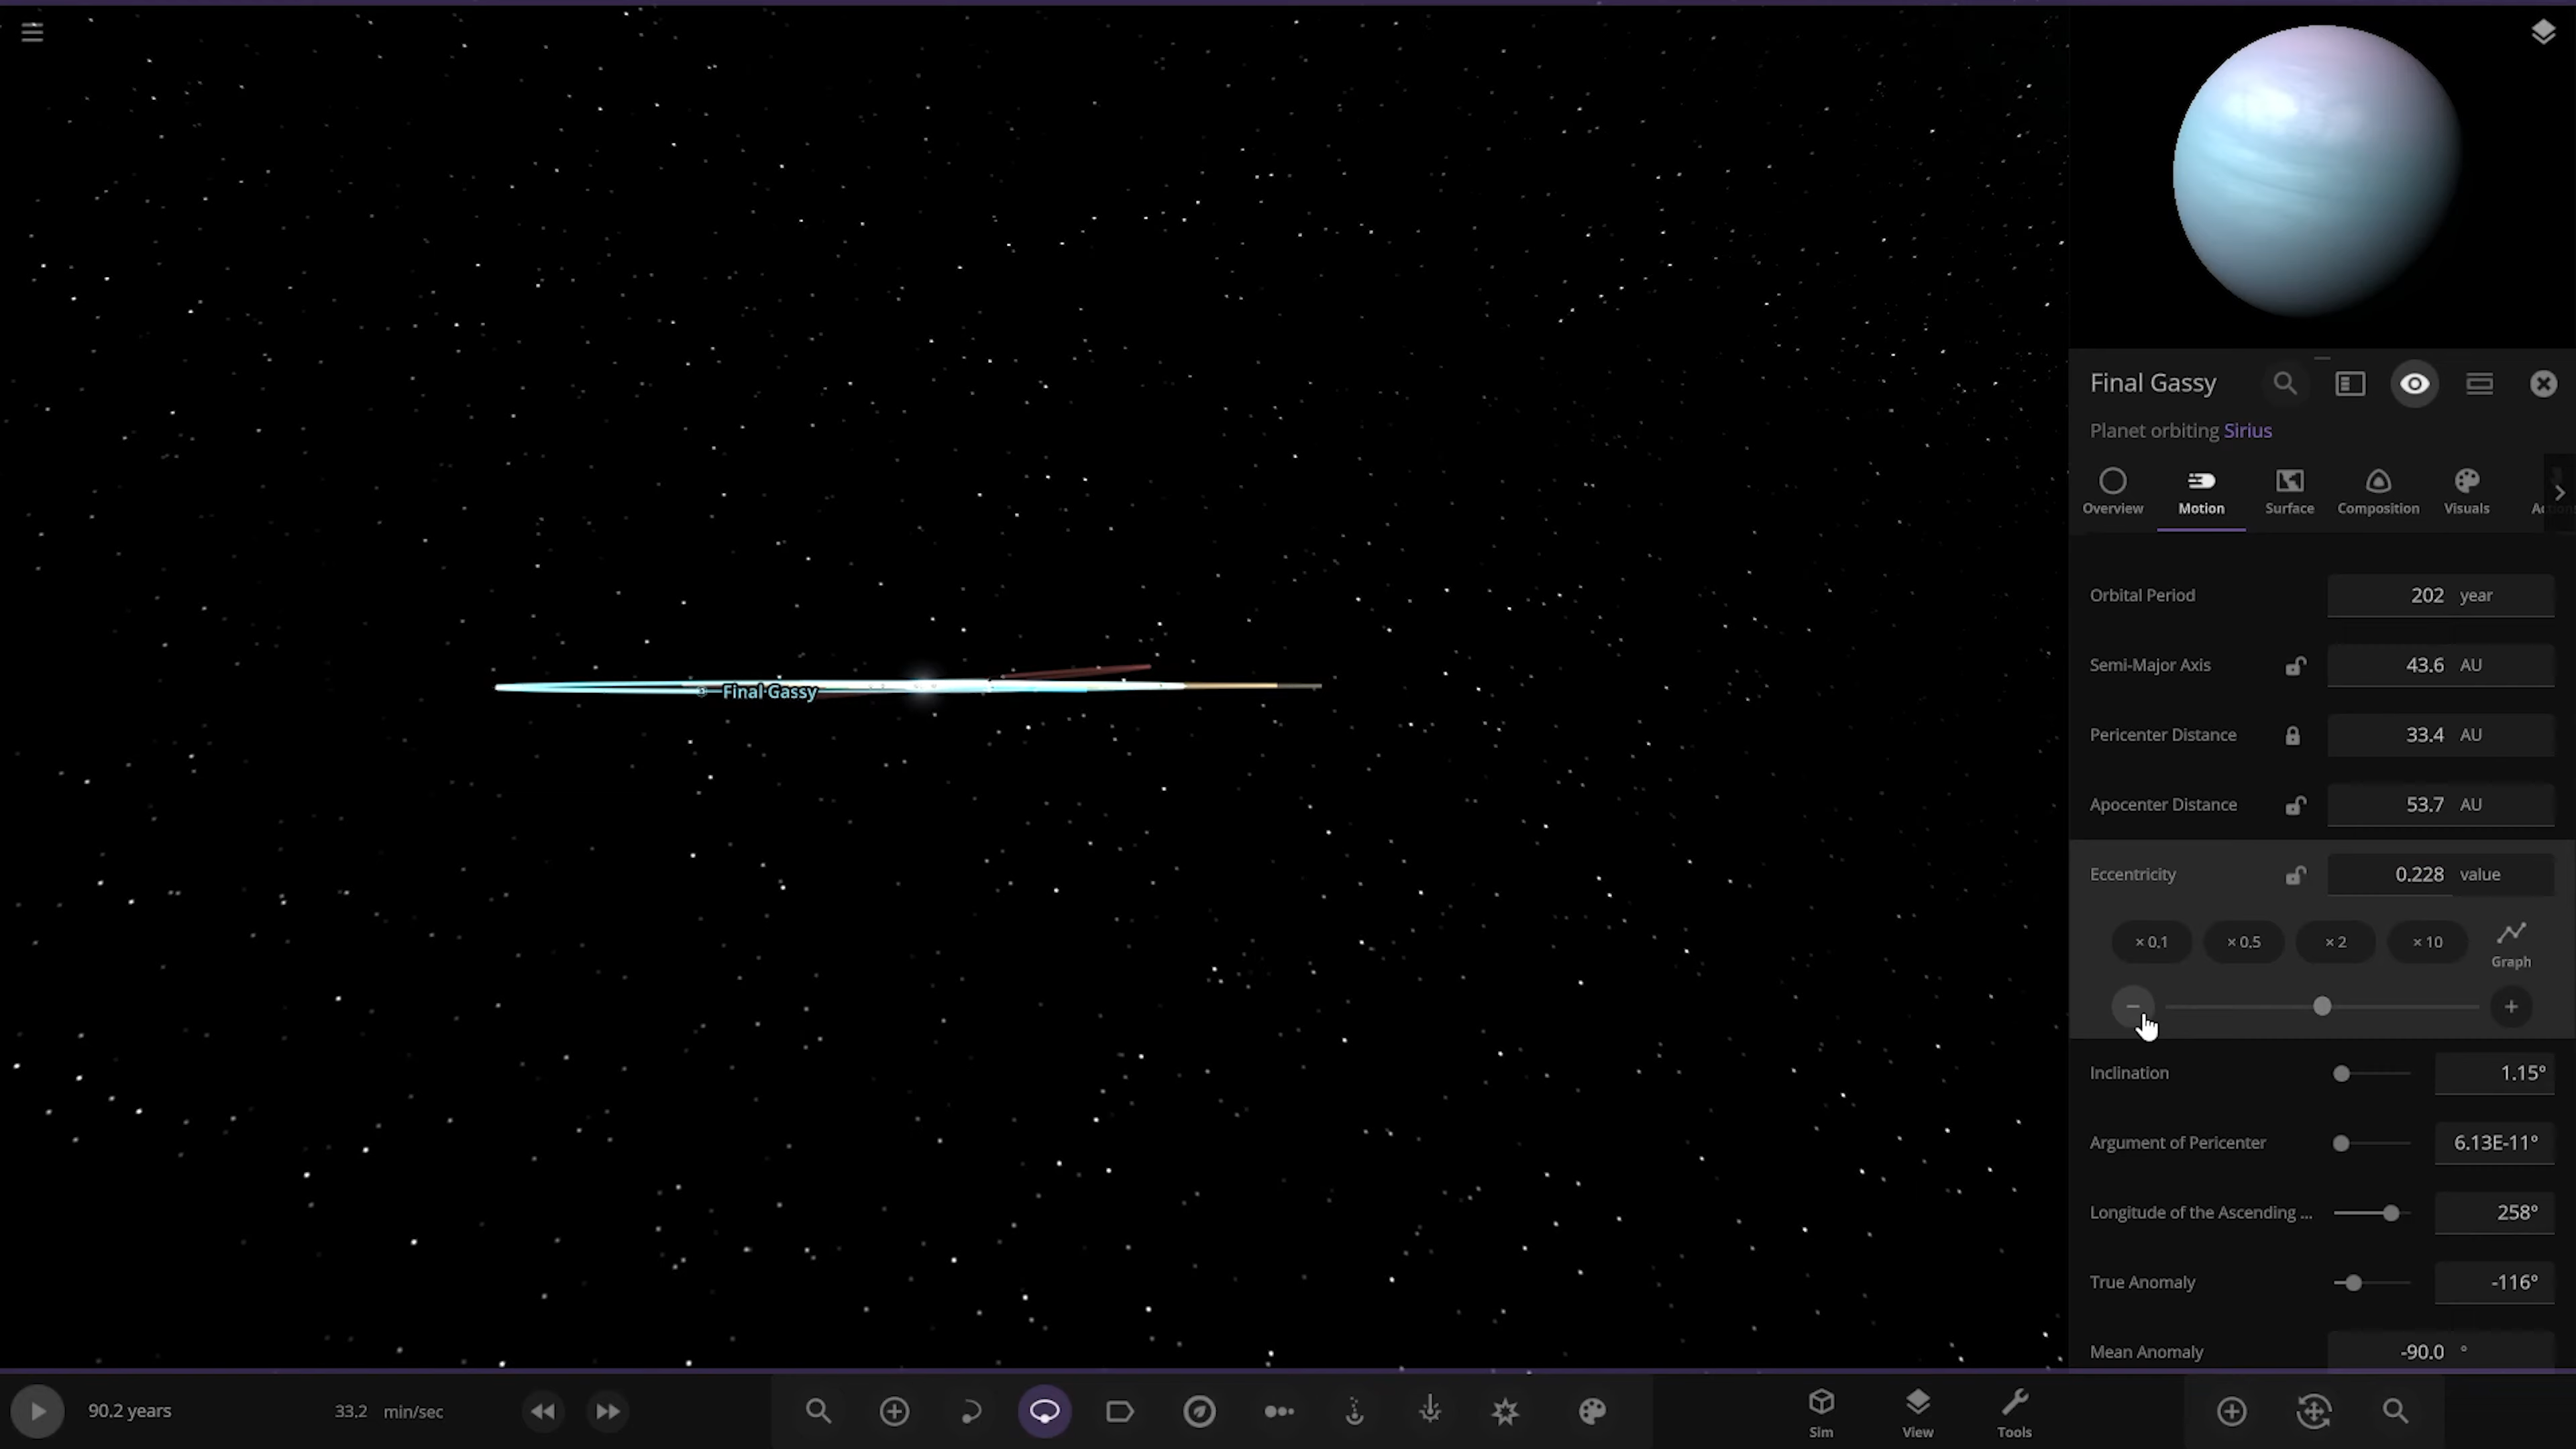 Final Gassy
Final Gassy
Planet orbiting Sirius
Overview
Motion
Surface
Composition
Visuals
Orbital Period 202 year
Semi-Major Axis 43.6 AU
Pericenter Distance 33.4 AU
Apocenter Distance 53.7 AU
Eccentricity 0.228 value
× 0.1 × 0.5 × 2 × 10 Graph
Inclination 1.15°
Argument of Pericenter 6.13E-11°
Longitude of the Ascending ... 258°
True Anomaly -116°
Mean Anomaly -90.0 °
90.2 years 33.2 min/sec
Sim View Tools